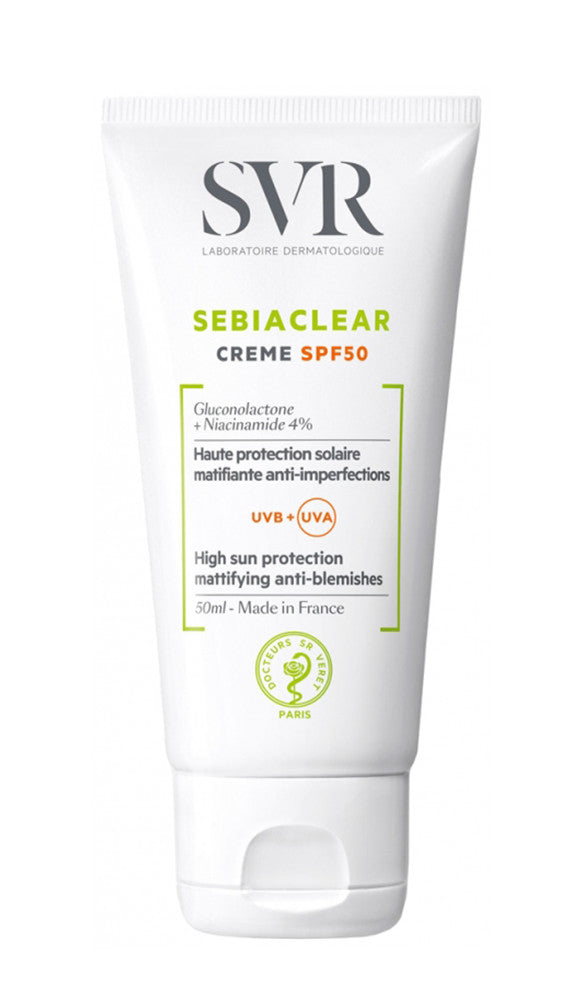 SVR
LABORATOIRE DERMATOLOGIQUE
SEBIACLEAR
CREME SPF50
Gluconolactone
+ Niacinamide 4%
Haute protection solaire
matifiante anti-imperfections
UVB + UVA
High sun protection
mattifying anti-blemishes
50ml - Made in France
DOCTEURS SR VERET
PARIS